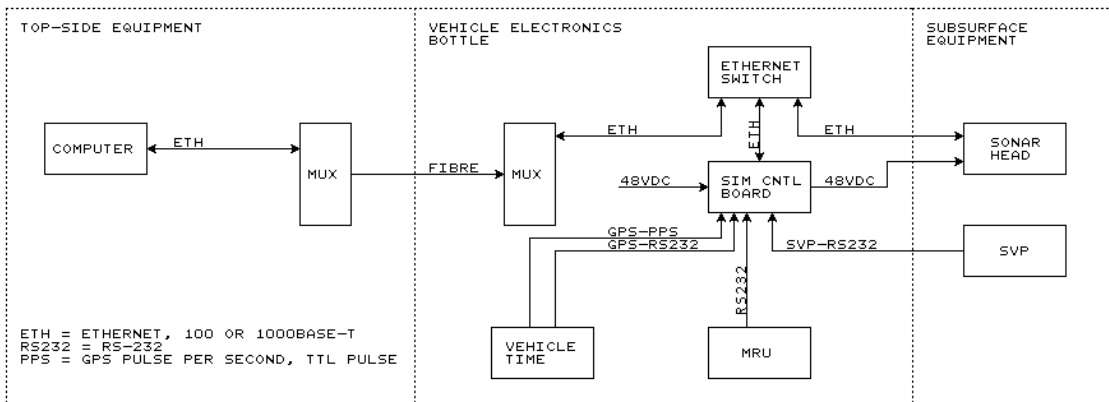 TOP-SIDE EQUIPMENT
VEHICLE ELECTRONICS
BOTTLE
SUBSURFACE
EQUIPMENT
ETHERNET
SWITCH
COMPUTER
ETH
MUX
FIBRE
MUX
ETH
ETH
ETH
SONAR
HEAD
48VDC
SIM CNTL
BOARD
48VDC
GPS-PPS
GPS-RS232
SVP-RS232
SVP
RS232
VEHICLE
TIME
MRU
ETH = ETHERNET, 100 OR 1000BASE-T
RS232 = RS-232
PPS = GPS PULSE PER SECOND, TTL PULSE